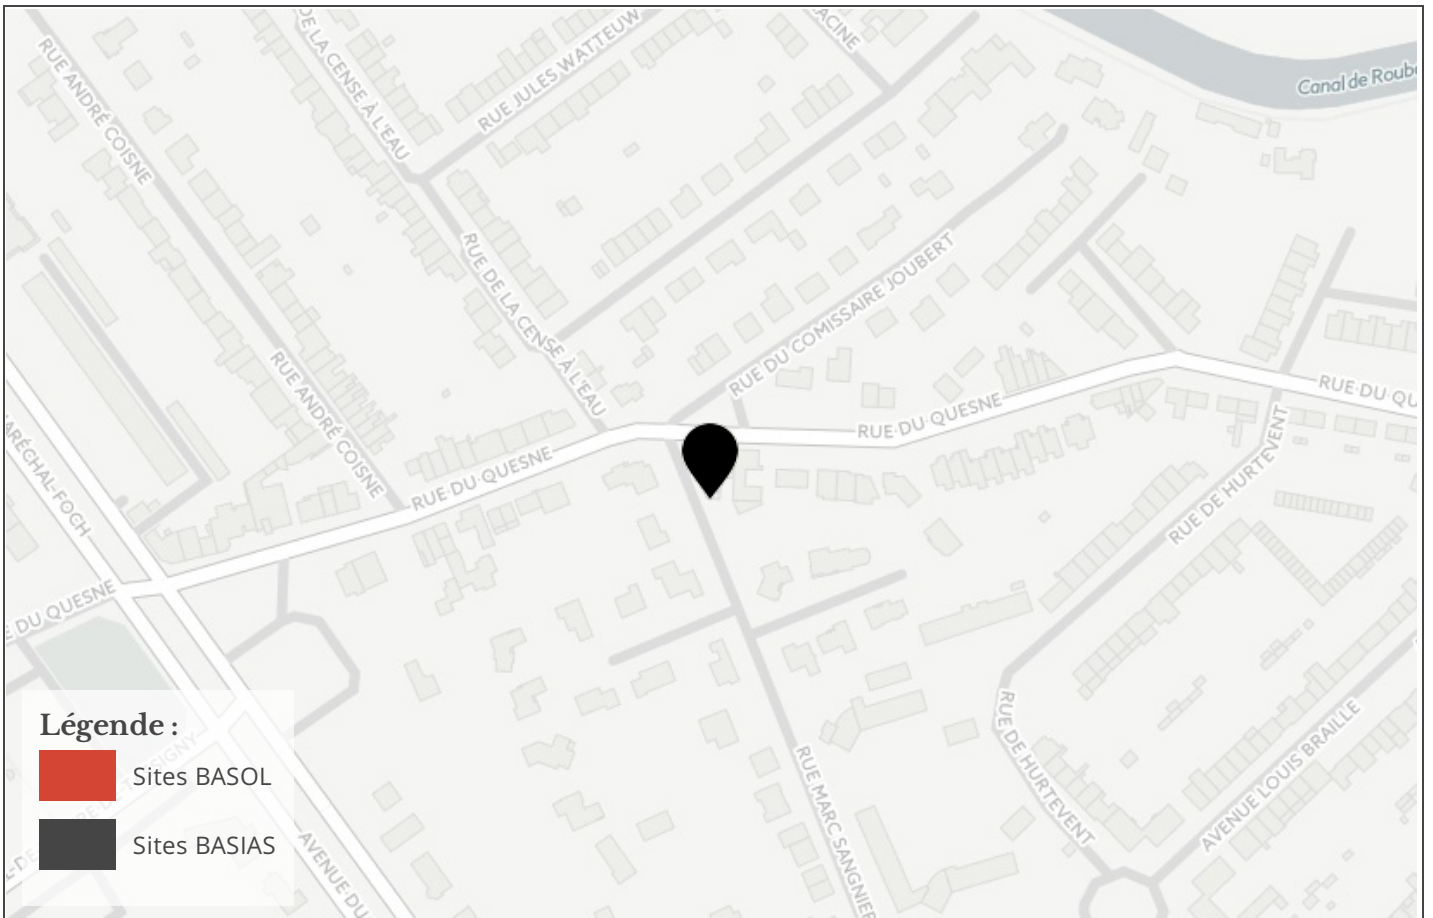 RUE ANDRÉ COISNE
DE LA CENSE À L'EAU
RUE JULES WATTEUW
ACINE
Canal de Roub
RUE DE LA CENSE À L'EAU
RUE DU COMISSAIRE JOUBERT
RUE ANDRÉ COISNE
RUE DU QUESNE
RUE DU QU
ARÉCHAL FOCH
RUE DU QUESNE
RUE DE HURTEVENT
E DU QUESNE
Légende :
Sites BASOL
Sites BASIAS
RUE DE HURTEVENT
RUE MARC SANGNIER
AVENUE LOUIS BRAILLE
AVENUE DU